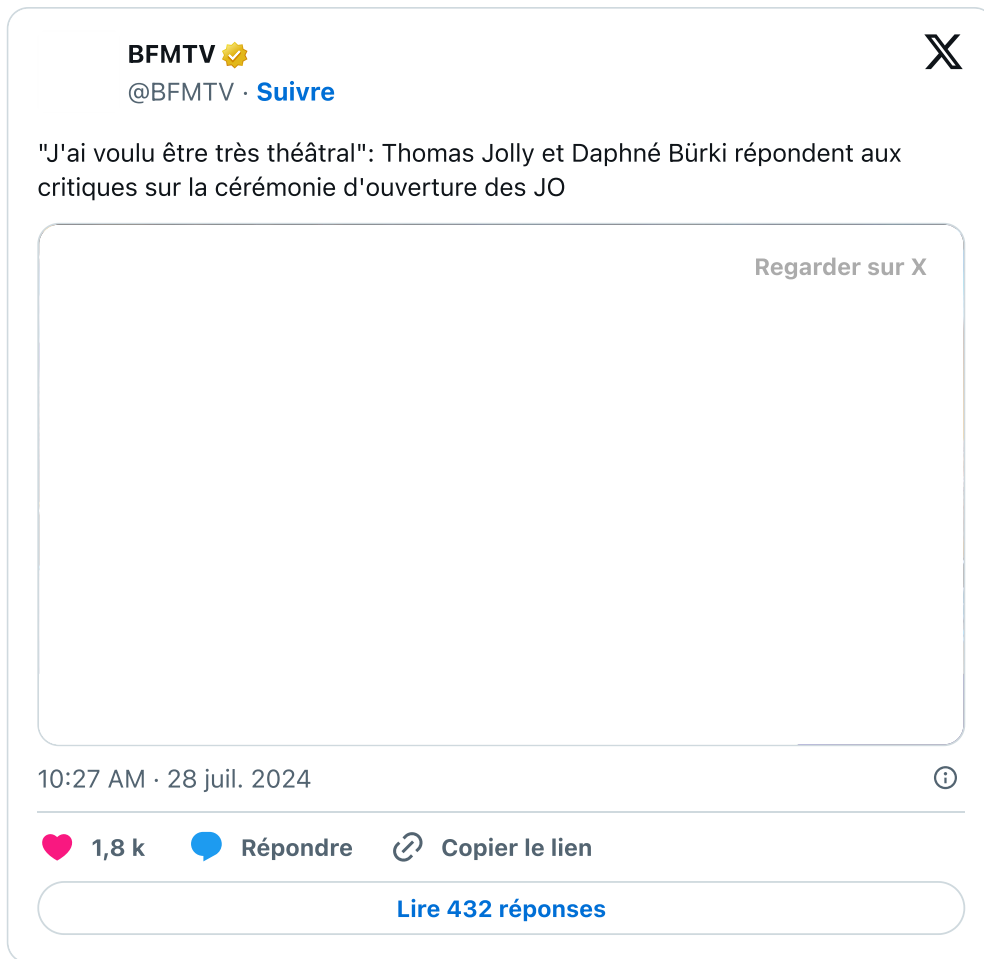 BFMTV
@BFMTV · Suivre
"J'ai voulu être très théâtral": Thomas Jolly et Daphné Bürki répondent aux
critiques sur la cérémonie d'ouverture des JO
Regarder sur X
10:27 AM · 28 juil. 2024
1,8 k Répondre Copier le lien
Lire 432 réponses